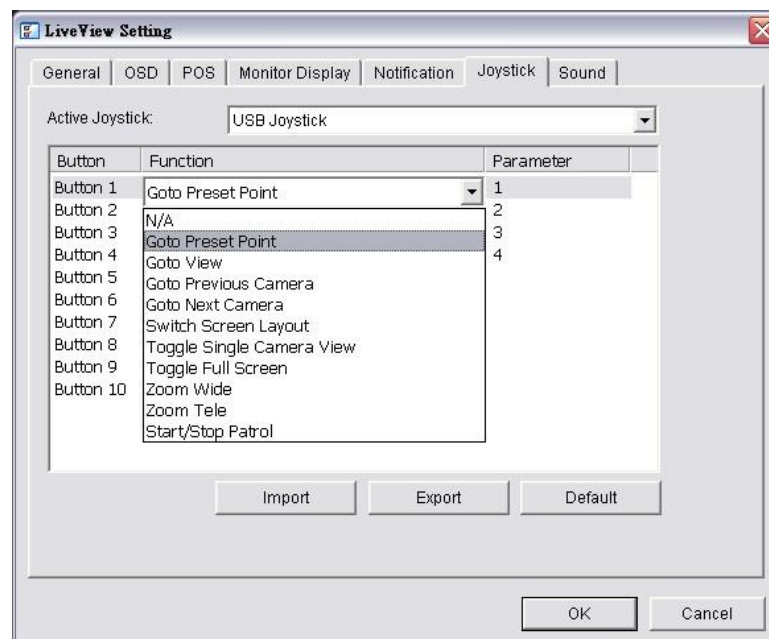 LiveView Setting
General OSD POS Monitor Display Notification Joystick Sound
Active Joystick: USB Joystick
Button Function Parameter
Button 1 Goto Preset Point 1
Button 2 N/A 2
Button 3 Goto Preset Point 3
Button 4 Goto View 4
Button 5 Goto Previous Camera
Button 6 Goto Next Camera
Button 7 Switch Screen Layout
Button 8 Toggle Single Camera View
Button 9 Toggle Full Screen
Button 10 Zoom Wide
Zoom Tele
Start/Stop Patrol
Import Export Default
OK Cancel